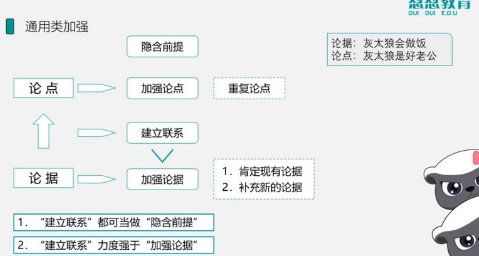 怼怼教育
DUI DUI E.D.U
通用类加强
隐含前提
论据：灰太狼会做饭
论点：灰太狼是好老公
论点
加强论点
重复论点
建立联系
论据
加强论据
1. 肯定现有论据
2. 补充新的论据
1. “建立联系”都可当做“隐含前提”
2. “建立联系”力度强于“加强论据”